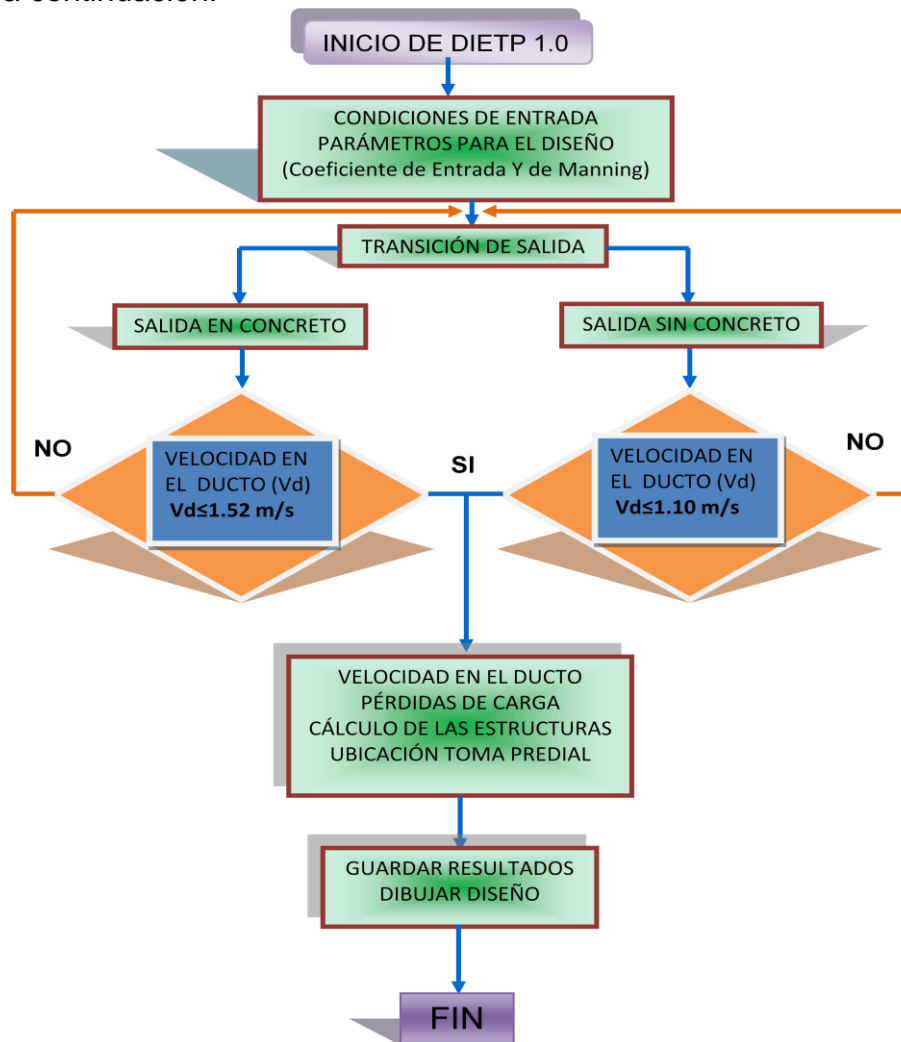 a continuación.
INICIO DE DIETP 1.0
CONDICIONES DE ENTRADA
PARÁMETROS PARA EL DISEÑO
(Coeficiente de Entrada Y de Manning)
TRANSICIÓN DE SALIDA
SALIDA EN CONCRETO
SALIDA SIN CONCRETO
NO
VELOCIDAD EN
EL DUCTO (Vd)
Vd≤1.52 m/s
SI
VELOCIDAD EN
EL DUCTO (Vd)
Vd≤1.10 m/s
NO
VELOCIDAD EN EL DUCTO
PÉRDIDAS DE CARGA
CÁLCULO DE LAS ESTRUCTURAS
UBICACIÓN TOMA PREDIAL
GUARDAR RESULTADOS
DIBUJAR DISEÑO
FIN